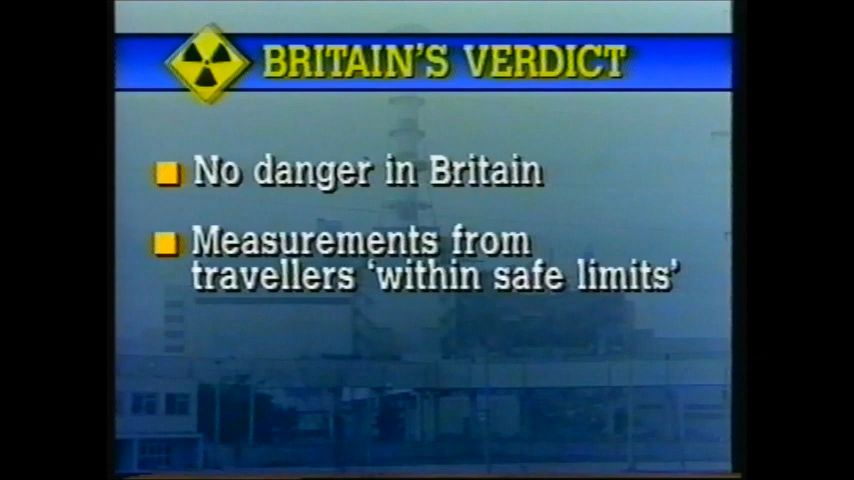 BRITAIN'S VERDICT
No danger in Britain
Measurements from
travellers 'within safe limits'